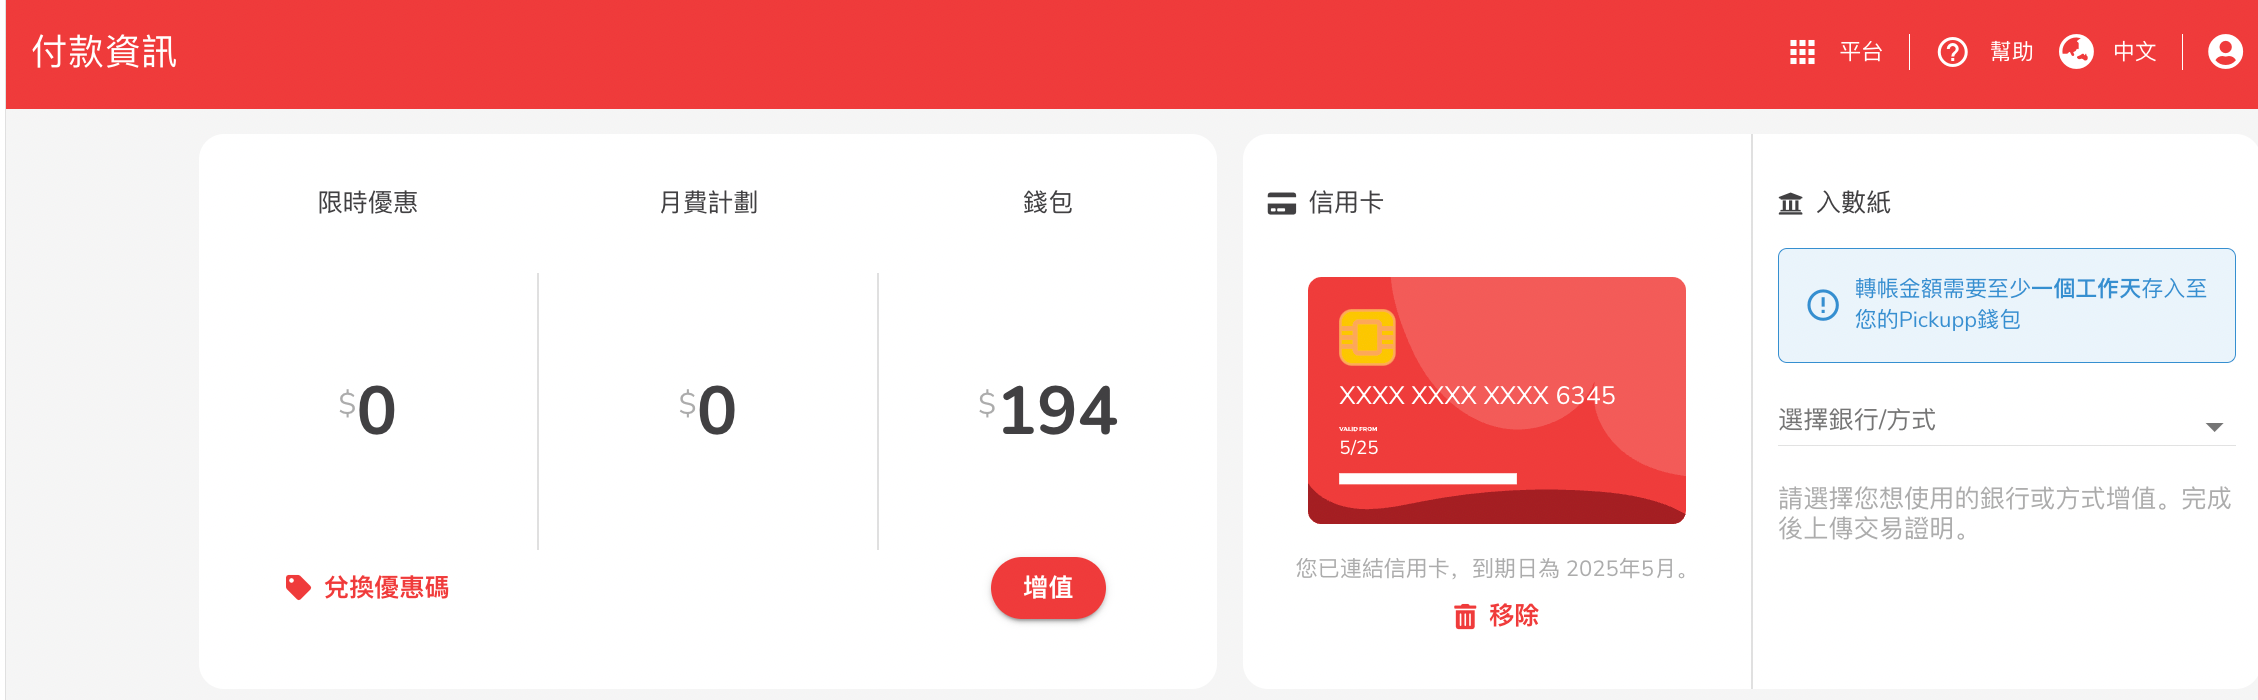 付款資訊
平台
幫助
中文
限時優惠
月費計劃
錢包
$0
$0
$194
兌換優惠碼
增值
信用卡
XXXX XXXX XXXX 6345
VALID FROM
5/25
您已連結信用卡，到期日為 2025年5月。
移除
入數紙
轉帳金額需要至少一個工作天存入至
您的Pickupp錢包
選擇銀行/方式
請選擇您想使用的銀行或方式增值。完成
後上傳交易證明。